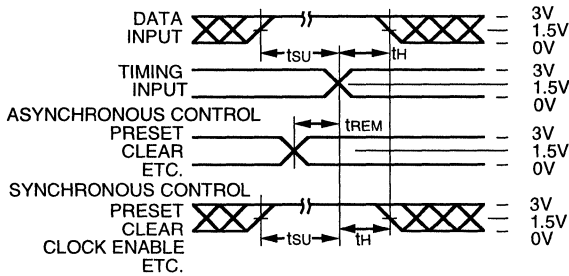 DATA
INPUT
3V
1.5V
0V
tSU
tH
TIMING
INPUT
3V
1.5V
0V
ASYNCHRONOUS CONTROL
PRESET
CLEAR
ETC.
tREM
3V
1.5V
0V
SYNCHRONOUS CONTROL
PRESET
CLEAR
CLOCK ENABLE
ETC.
tSU
tH
3V
1.5V
0V